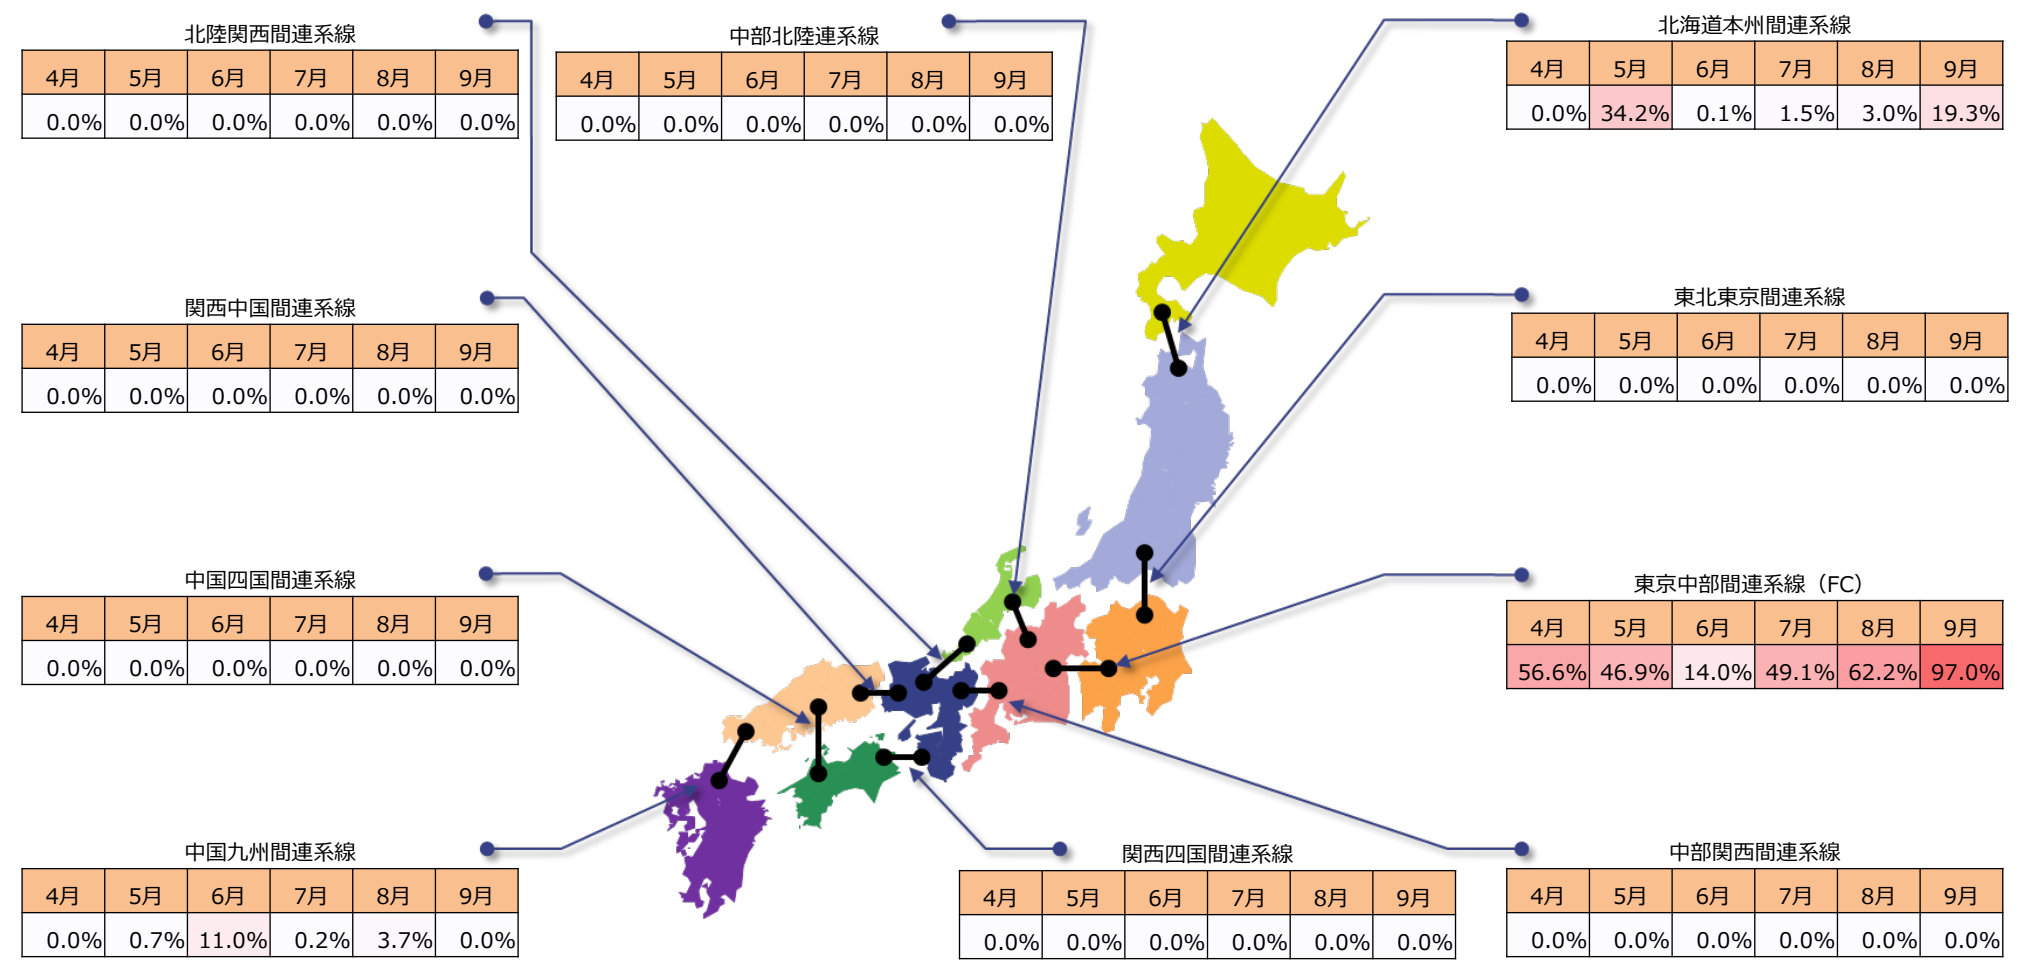 北陸関西間連系線
4月 5月 6月 7月 8月 9月
0.0% 0.0% 0.0% 0.0% 0.0% 0.0%
中部北陸連系線
4月 5月 6月 7月 8月 9月
0.0% 0.0% 0.0% 0.0% 0.0% 0.0%
北海道本州間連系線
4月 5月 6月 7月 8月 9月
0.0% 34.2% 0.1% 1.5% 3.0% 19.3%
関西中国間連系線
4月 5月 6月 7月 8月 9月
0.0% 0.0% 0.0% 0.0% 0.0% 0.0%
東北東京間連系線
4月 5月 6月 7月 8月 9月
0.0% 0.0% 0.0% 0.0% 0.0% 0.0%
中国四国間連系線
4月 5月 6月 7月 8月 9月
0.0% 0.0% 0.0% 0.0% 0.0% 0.0%
東京中部間連系線（FC）
4月 5月 6月 7月 8月 9月
56.6% 46.9% 14.0% 49.1% 62.2% 97.0%
中国九州間連系線
4月 5月 6月 7月 8月 9月
0.0% 0.7% 11.0% 0.2% 3.7% 0.0%
関西四国間連系線
4月 5月 6月 7月 8月 9月
0.0% 0.0% 0.0% 0.0% 0.0% 0.0%
中部関西間連系線
4月 5月 6月 7月 8月 9月
0.0% 0.0% 0.0% 0.0% 0.0% 0.0%